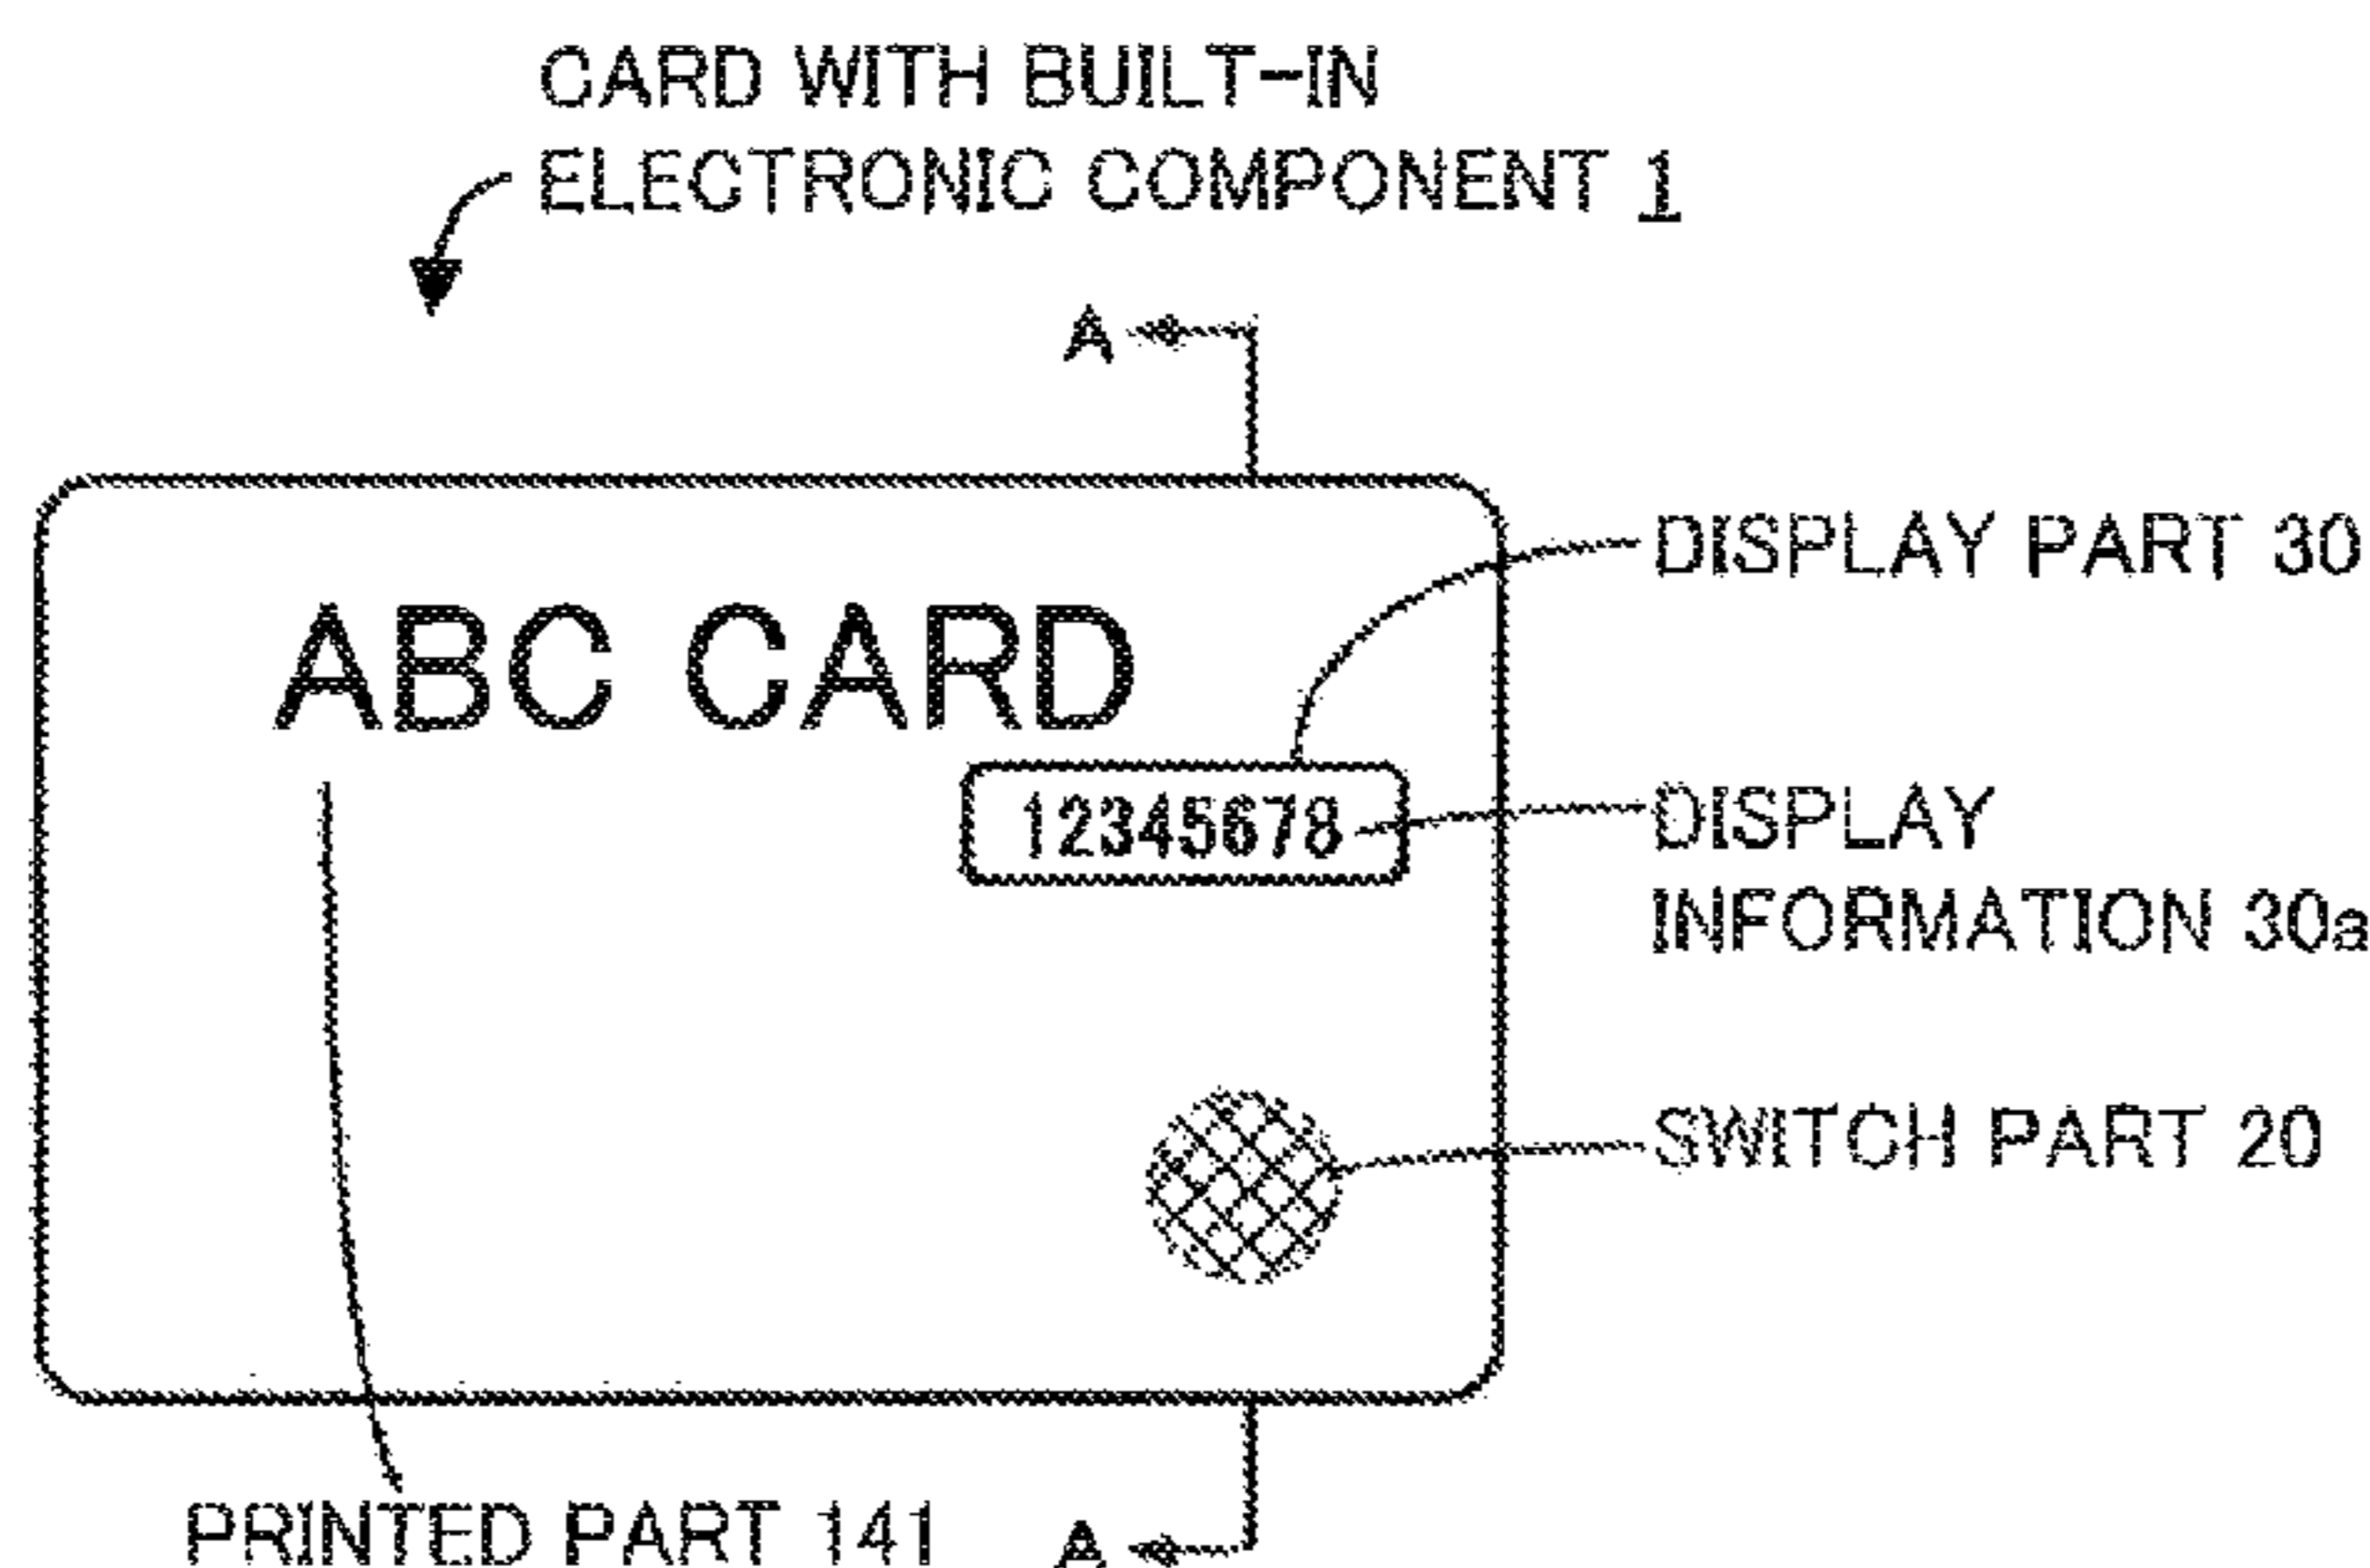 CARD WITH BUILT-IN
ELECTRONIC COMPONENT 1
A
DISPLAY PART 30
ABC CARD
12345678
DISPLAY
INFORMATION 30a
SWITCH PART 20
PRINTED PART 141
A